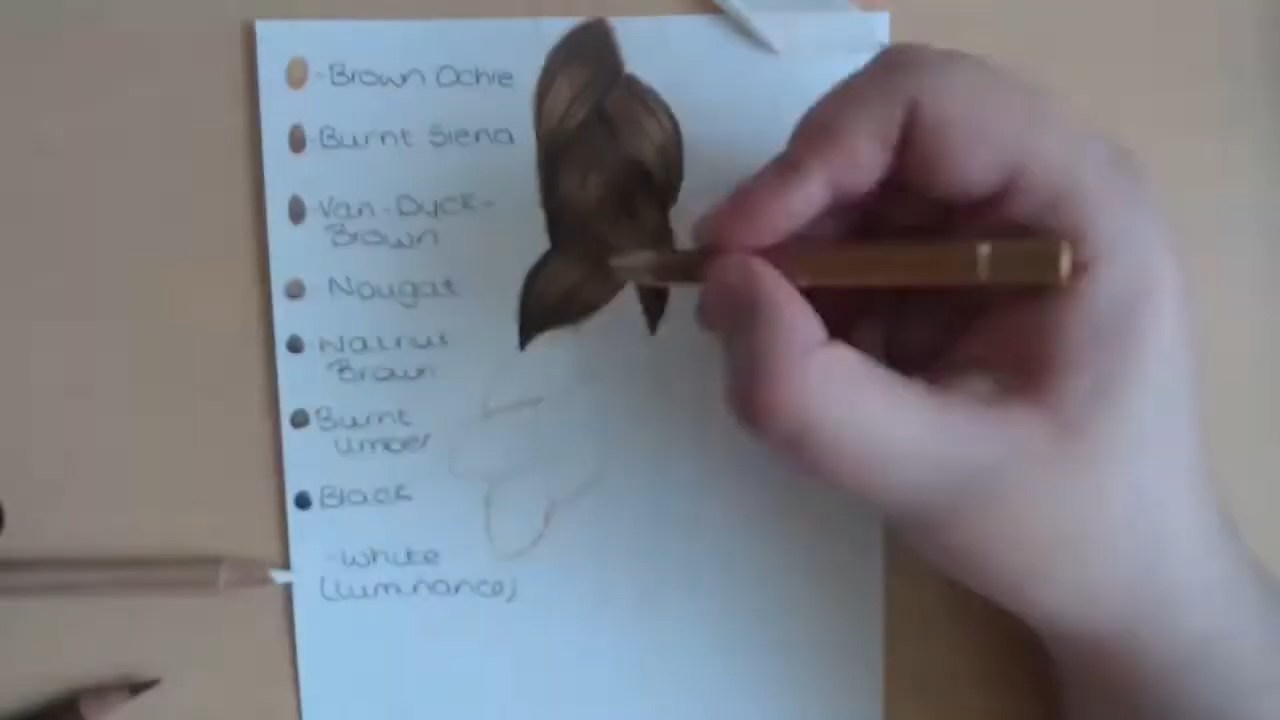 - Brown Ochre
Burnt Siena
Van-Dyck-
Brown
Nougat
Walnut
Brown
Burnt
umber
Black
-white
(luminance)